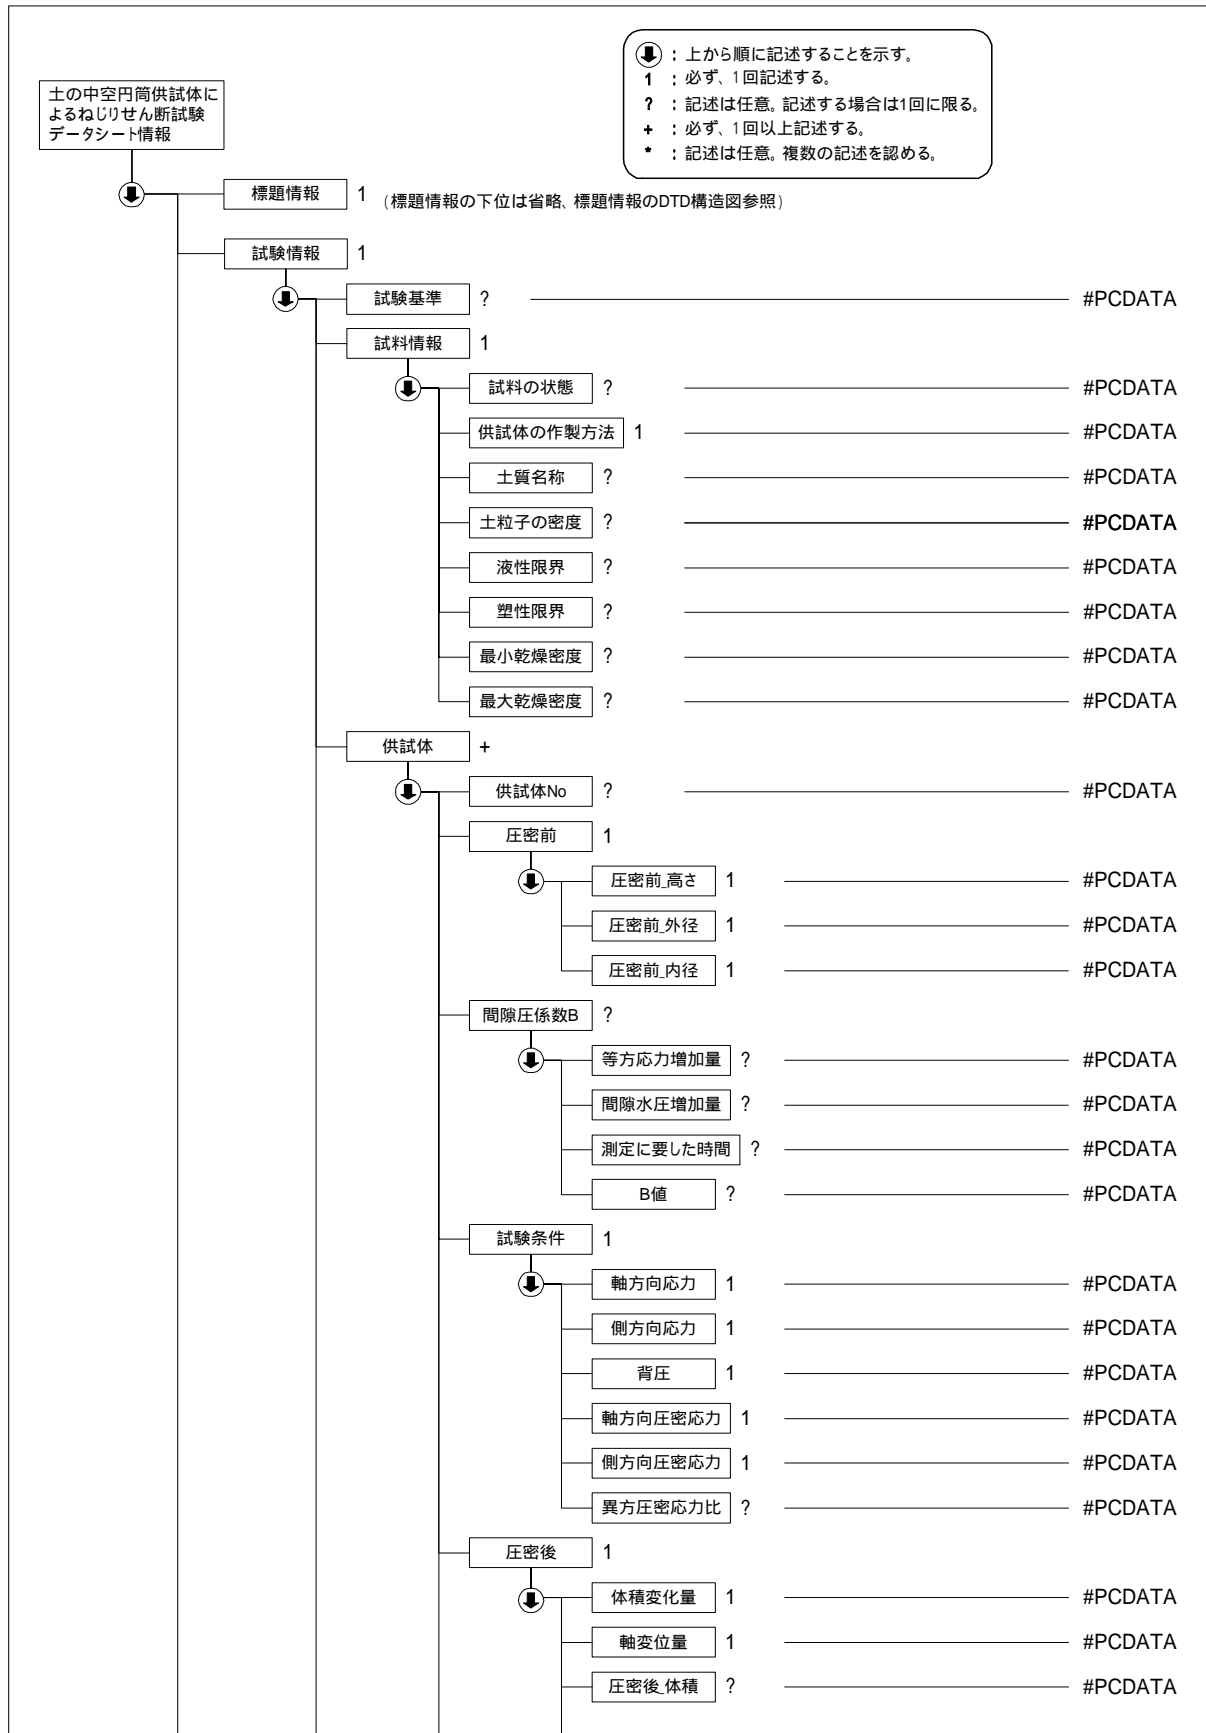 ：上から順に記述することを示す。
1 ：必ず、1回記述する。
? ：記述は任意。記述する場合は1回に限る。
+ ：必ず、1回以上記述する。
* ：記述は任意。複数の記述を認める。
土の中空円筒供試体に
よるねじりせん断試験
データシート情報
標題情報 1 (標題情報の下位は省略、標題情報のDTD構造図参照)
試験情報 1
試験基準 ? #PCDATA
試料情報 1
試料の状態 ? #PCDATA
供試体の作製方法 1 #PCDATA
土質名称 ? #PCDATA
土粒子の密度 ? #PCDATA
液性限界 ? #PCDATA
塑性限界 ? #PCDATA
最小乾燥密度 ? #PCDATA
最大乾燥密度 ? #PCDATA
供試体 +
供試体No ? #PCDATA
圧密前 1
圧密前_高さ 1 #PCDATA
圧密前_外径 1 #PCDATA
圧密前_内径 1 #PCDATA
間隙圧係数B ?
等方応力増加量 ? #PCDATA
間隙水圧増加量 ? #PCDATA
測定に要した時間 ? #PCDATA
B値 ? #PCDATA
試験条件 1
軸方向応力 1 #PCDATA
側方向応力 1 #PCDATA
背圧 1 #PCDATA
軸方向圧密応力 1 #PCDATA
側方向圧密応力 1 #PCDATA
異方圧密応力比 ? #PCDATA
圧密後 1
体積変化量 1 #PCDATA
軸変位量 1 #PCDATA
圧密後_体積 ? #PCDATA